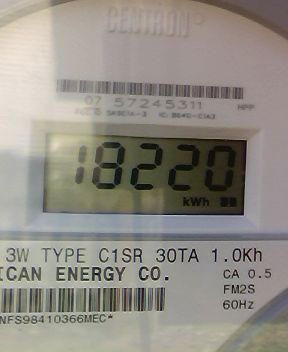 CENTRON®
07 57245311 HPP
18220
kWh
3W TYPE C1SR 30TA 1.0Kh
ICAN ENERGY CO. CA 0.5
FM2S
60Hz
NFS98410366MEC*